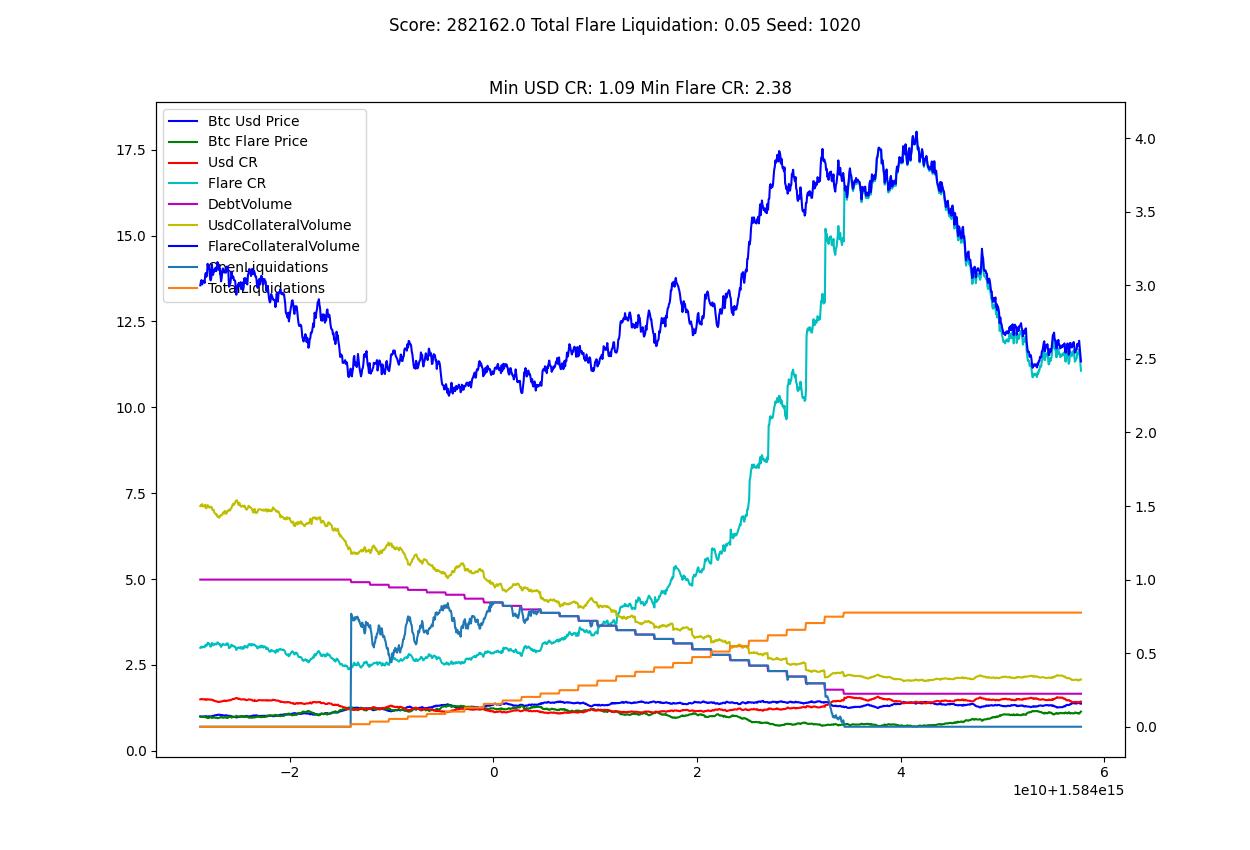 Score: 282162.0 Total Flare Liquidation: 0.05 Seed: 1020
Min USD CR: 1.09 Min Flare CR: 2.38
Btc Usd Price
Btc Flare Price
Usd CR
Flare CR
DebtVolume
UsdCollateralVolume
FlareCollateralVolume
OpenLiquidations
TotalLiquidations
17.5
15.0
12.5
10.0
7.5
5.0
2.5
0.0
4.0
3.5
3.0
2.5
2.0
1.5
1.0
0.5
0.0
−2
0
2
4
6
1e10+1.584e15